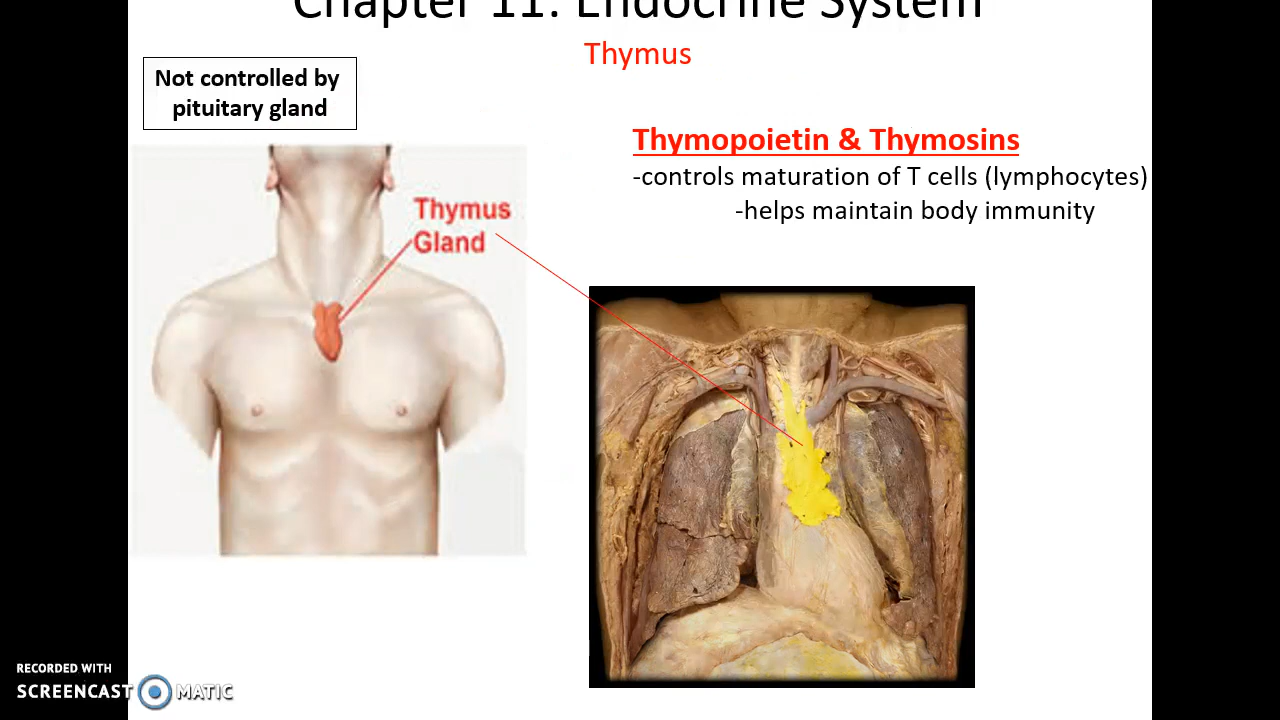 Chapter 11: Endocrine System
Thymus
Not controlled by
pituitary gland
Thymopoietin & Thymosins
-controls maturation of T cells (lymphocytes)
-helps maintain body immunity
Thymus
Gland
RECORDED WITH
SCREENCAST MATIC